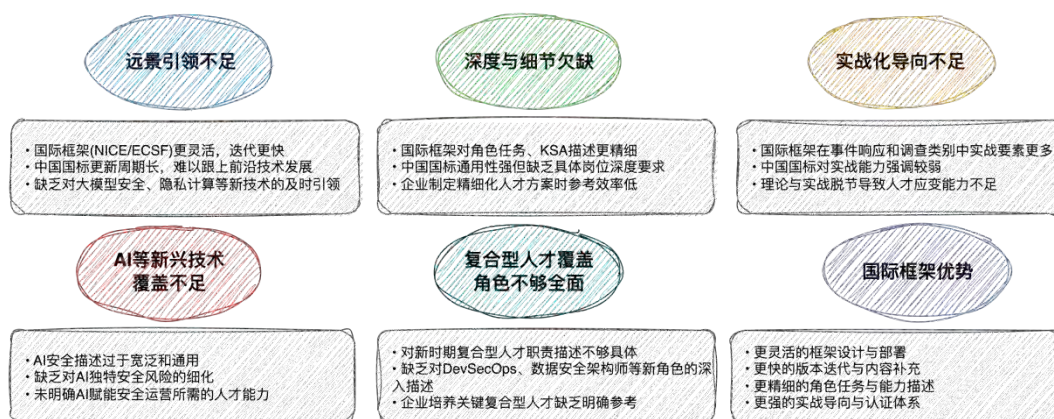 远景引领不足
深度与细节欠缺
实战化导向不足
• 国际框架(NICE/ECSF)更灵活，迭代更快
• 中国国标更新周期长，难以跟上前沿技术发展
• 缺乏对大模型安全、隐私计算等新技术的及时引领
• 国际框架对角色任务、KSA描述更精细
• 中国国标通用性强但缺乏具体岗位深度要求
• 企业制定精细化人才方案时参考效率低
• 国际框架在事件响应和调查类别中实战要素更多
• 中国国标对实战能力强调较弱
• 理论与实战脱节导致人才应变能力不足
AI等新兴技术
覆盖不足
复合型人才覆盖
角色不够全面
国际框架优势
• AI安全描述过于宽泛和通用
• 缺乏对AI独特安全风险的细化
• 未明确AI赋能安全运营所需的人才能力
• 对新时期复合型人才职责描述不够具体
• 缺乏对DevSecOps、数据安全架构师等新角色的深
入描述
• 企业培养关键复合型人才缺乏明确参考
• 更灵活的框架设计与部署
• 更快的版本迭代与内容补充
• 更精细的角色任务与能力描述
• 更强的实战导向与认证体系